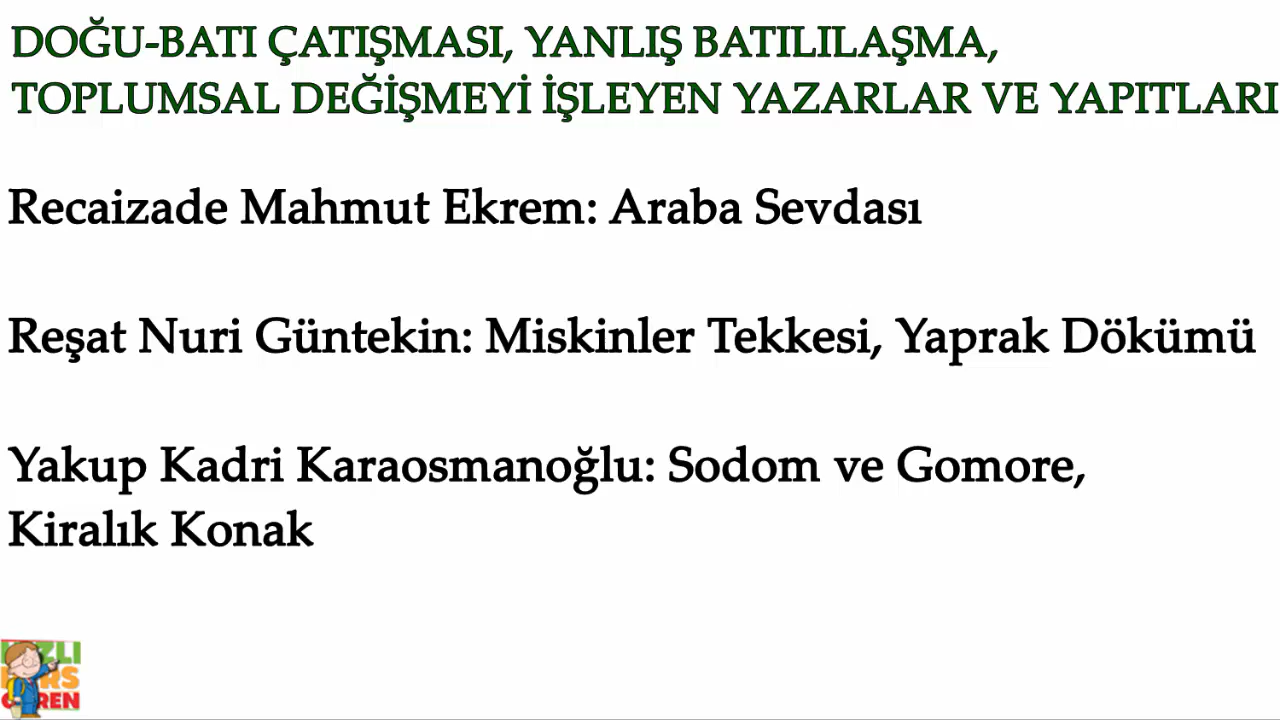 DOĞU-BATI ÇATIŞMASI, YANLIŞ BATILILAŞMA,
TOPLUMSAL DEĞİŞMEYİ İŞLEYEN YAZARLAR VE YAPITLARI
Recaizade Mahmut Ekrem: Araba Sevdası
Reşat Nuri Güntekin: Miskinler Tekkesi, Yaprak Dökümü
Yakup Kadri Karaosmanoğlu: Sodom ve Gomore,
Kiralık Konak